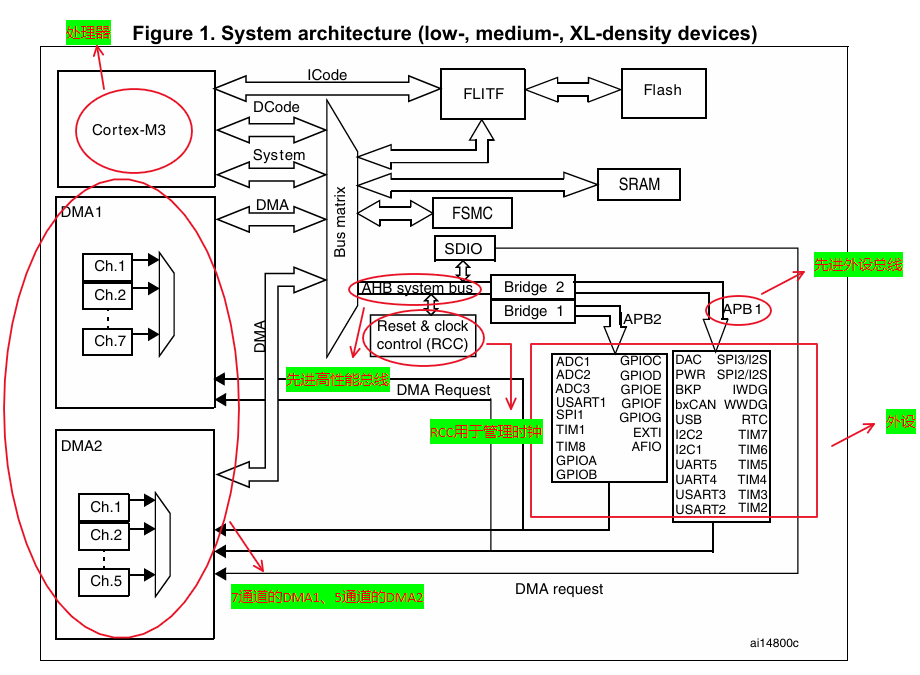 处理器
Figure 1. System architecture (low-, medium-, XL-density devices)
ICode
FLITF
Flash
Cortex-M3
DCode
System
Bus matrix
SRAM
DMA1
DMA
FSMC
SDIO
Ch.1
Ch.2
Ch.7
先进外设总线
AHB system bus
Bridge 2
Bridge 1
APB2
APB1
Reset & clock
control (RCC)
DMA
先进高性能总线
DMA Request
RCC用于管理时钟
外设
ADC1 GPIOC
ADC2 GPIOD
ADC3 GPIOE
USART1 GPIOF
SPI1 GPIOG
TIM1 EXTI
TIM8 AFIO
GPIOA
GPIOB
DAC SPI3/I2S
PWR SPI2/I2S
BKP IWDG
bxCAN WWDG
USB RTC
I2C2 TIM7
I2C1 TIM6
UART5 TIM5
UART4 TIM4
USART3 TIM3
USART2 TIM2
DMA2
Ch.1
Ch.2
Ch.5
7通道的DMA1、5通道的DMA2
DMA request
ai14800c